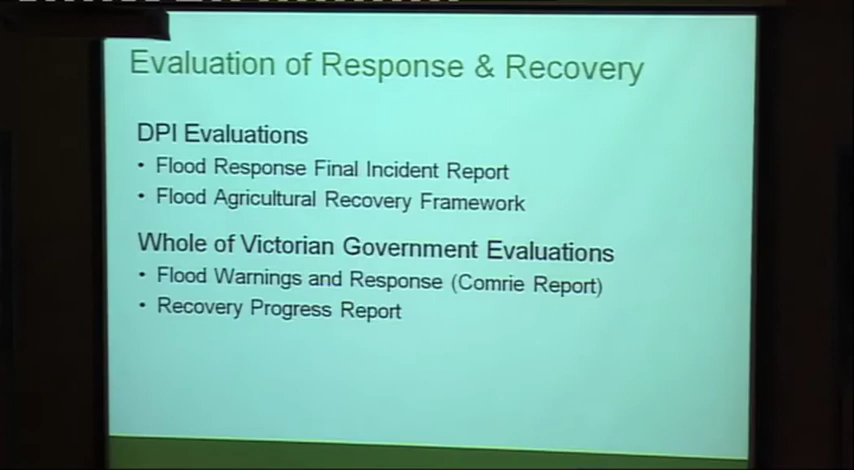 Evaluation of Response & Recovery
DPI Evaluations
• Flood Response Final Incident Report
• Flood Agricultural Recovery Framework
Whole of Victorian Government Evaluations
• Flood Warnings and Response (Comrie Report)
• Recovery Progress Report